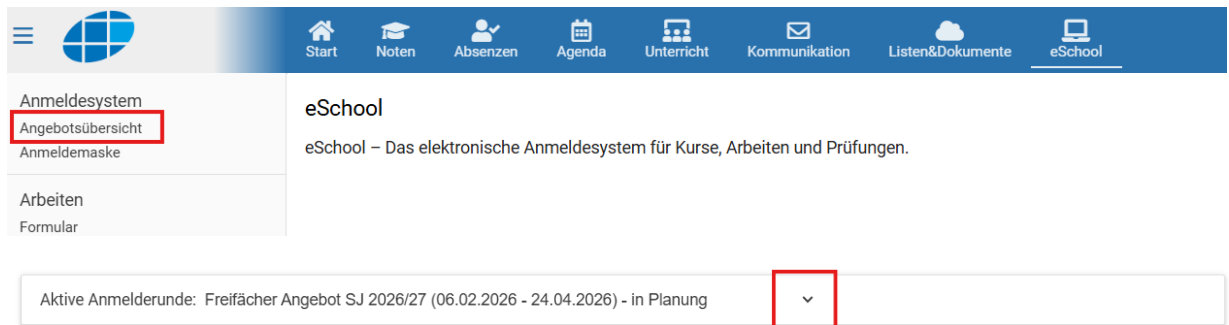 Start Noten Absenzen Agenda Unterricht Kommunikation Listen&Dokumente eSchool
Anmeldesystem
Angebotsübersicht
Anmeldemaske
Arbeiten
Formular
eSchool
eSchool – Das elektronische Anmeldesystem für Kurse, Arbeiten und Prüfungen.
Aktive Anmelderunde: Freifächer Angebot SJ 2026/27 (06.02.2026 - 24.04.2026) - in Planung